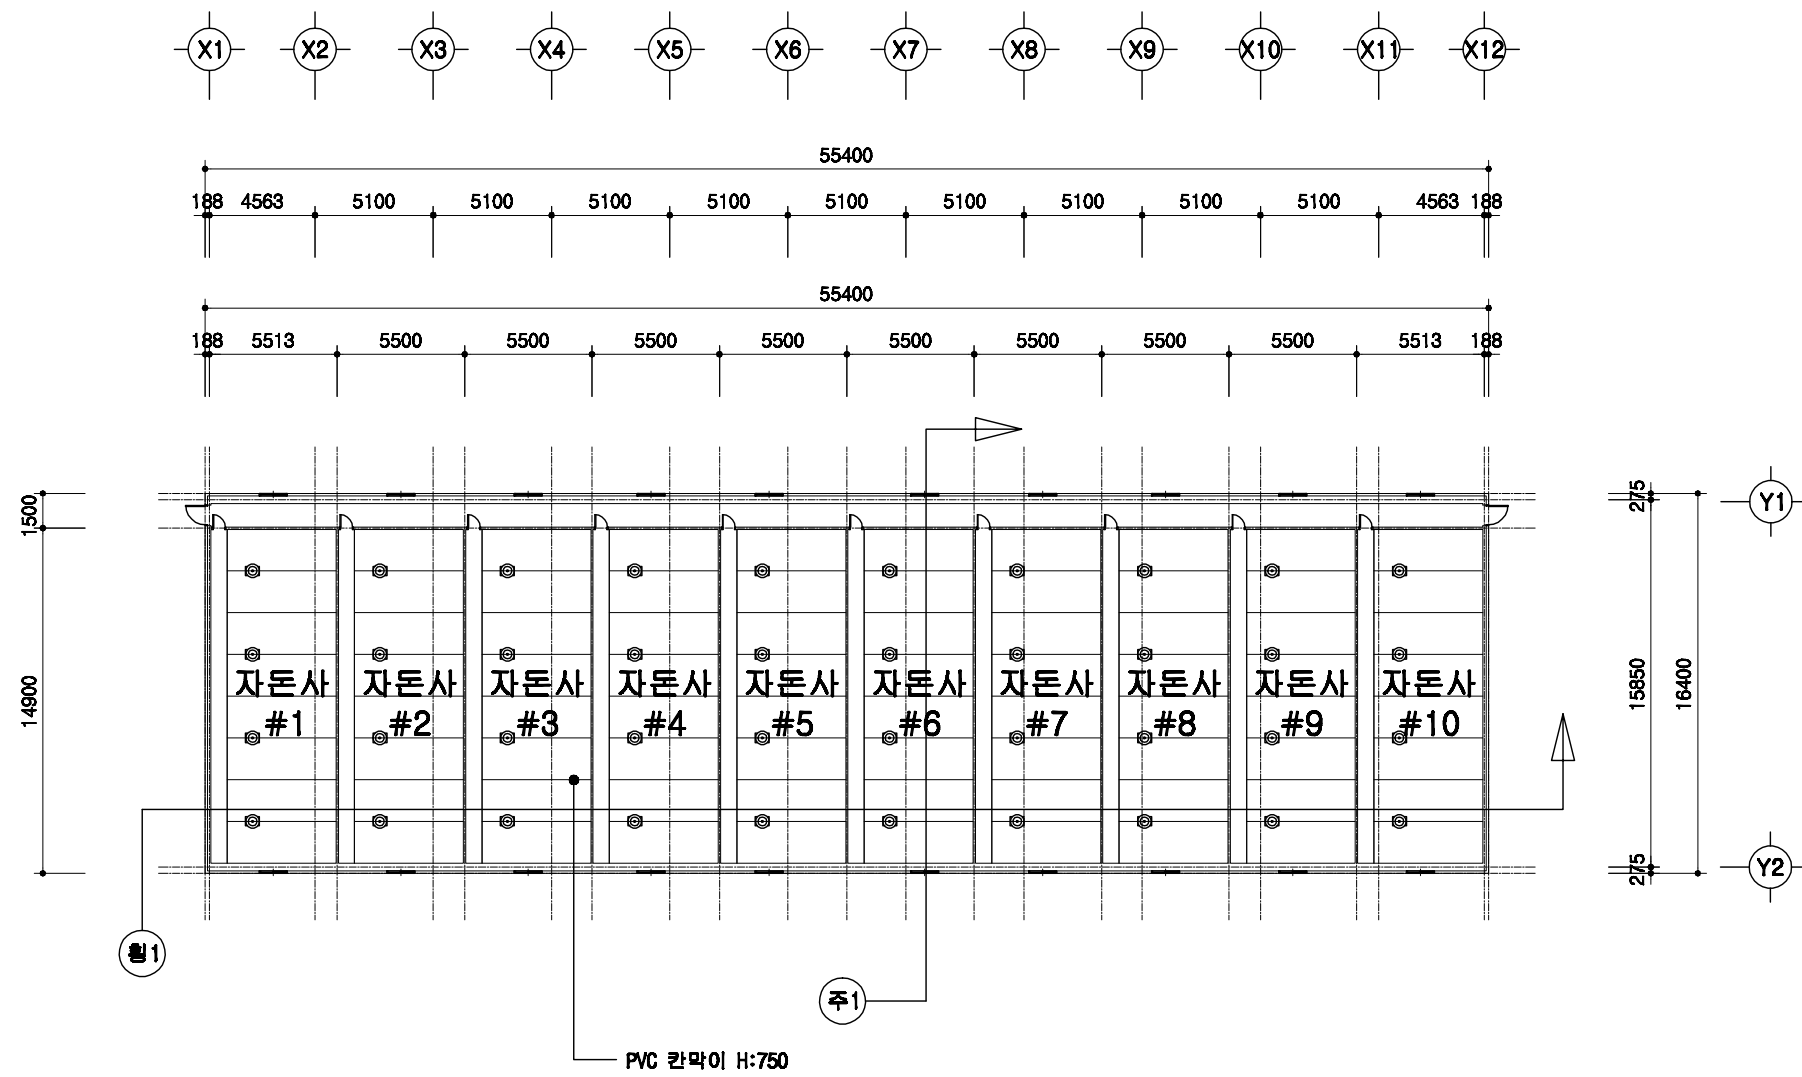 X1 X2 X3 X4 X5 X6 X7 X8 X9 X10 X11 X12
55400
188 4563 5100 5100 5100 5100 5100 5100 5100 5100 5100 4563 188
55400
188 5513 5500 5500 5500 5500 5500 5500 5500 5500 5513 188
1500
275
Y1
14900
자돈사 자돈사 자돈사 자돈사 자돈사 자돈사 자돈사 자돈사 자돈사 자돈사
#1 #2 #3 #4 #5 #6 #7 #8 #9 #10
15850
16400
275
Y2
횡1
주1
PVC 칸막이 H:750